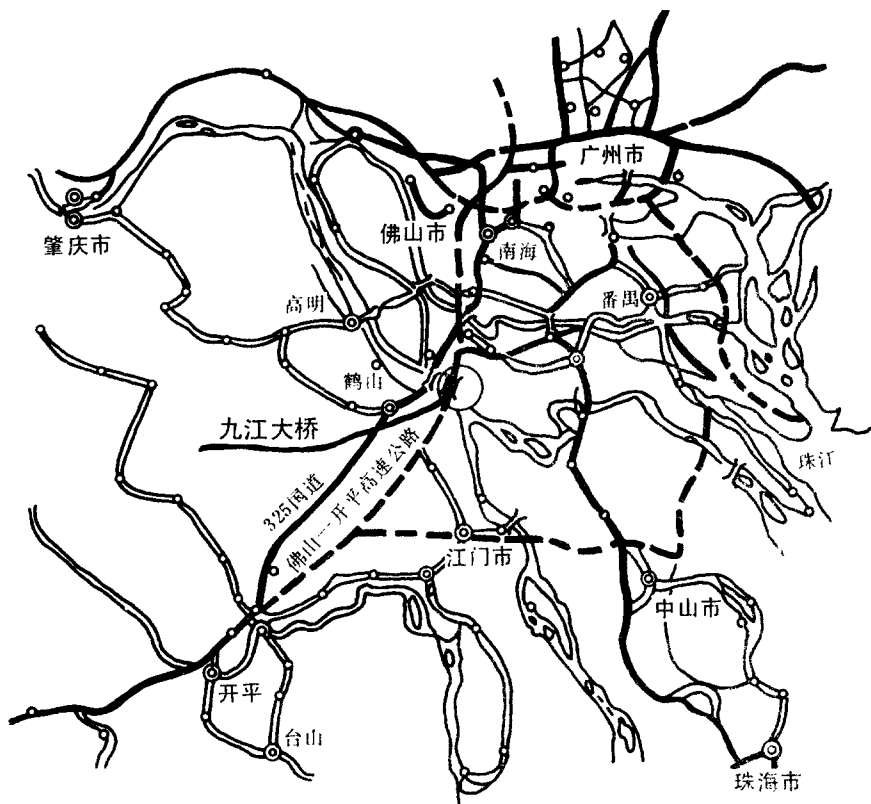 广州市
肇庆市
佛山市
南海
高明
番禺
鹤山
九江大桥
珠江
325国道
佛山---开平高速公路
江门市
中山市
开平
台山
珠海市